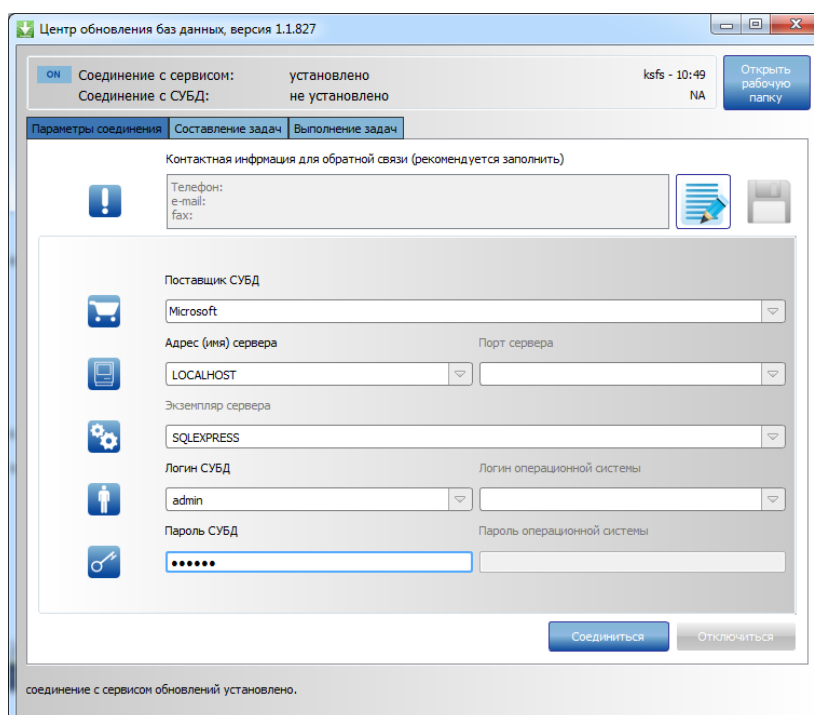 Центр обновления баз данных, версия 1.1.827
ON Соединение с сервисом: установлено ksfs - 10:49
Соединение с СУБД: не установлено NA
Открыть
рабочую
папку
Параметры соединения Составление задач Выполнение задач
Контактная инфрмация для обратной связи (рекомендуется заполнить)
Телефон:
e-mail:
fax:
Поставщик СУБД
Microsoft
Адрес (имя) сервера Порт сервера
LOCALHOST
Экземпляр сервера
SQLEXPRESS
Логин СУБД Логин операционной системы
admin
Пароль СУБД Пароль операционной системы
••••••
Соединиться Отключиться
соединение с сервисом обновлений установлено.